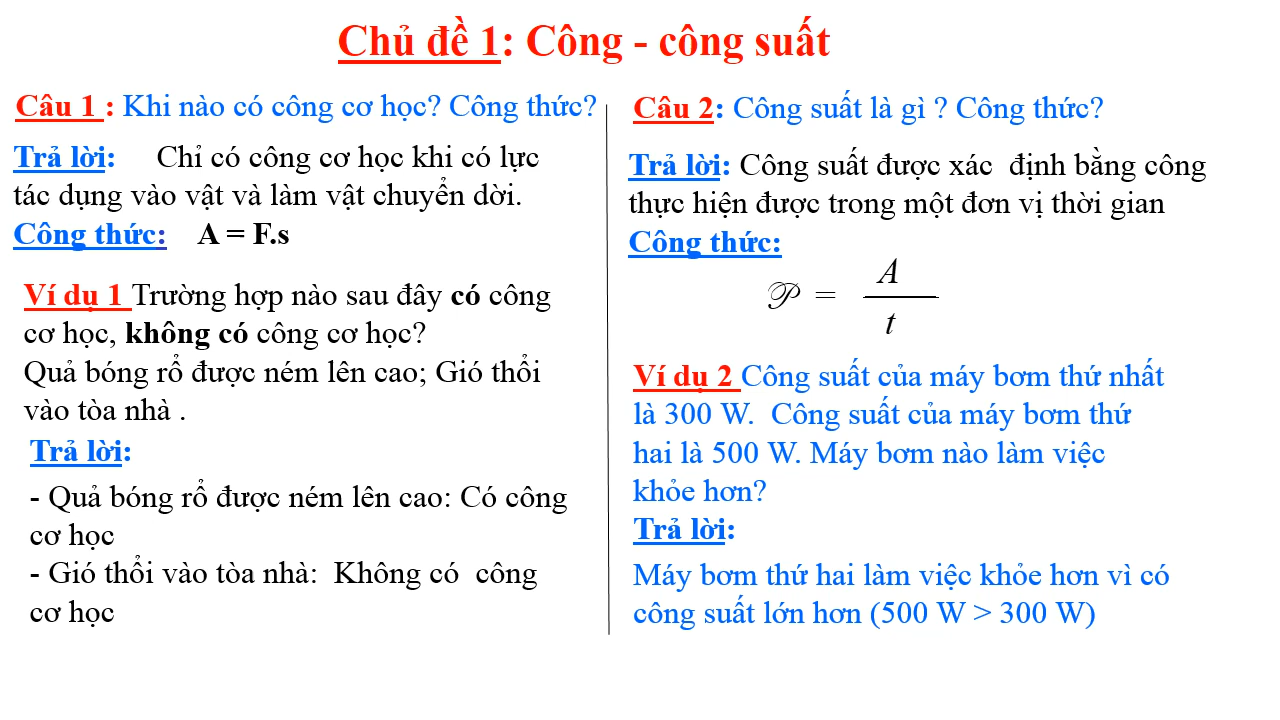 Chủ đề 1: Công - công suất
Câu 1 : Khi nào có công cơ học? Công thức?
Trả lời: Chỉ có công cơ học khi có lực
tác dụng vào vật và làm vật chuyển dời.
Công thức: A = F.s
Ví dụ 1 Trường hợp nào sau đây có công
cơ học, không có công cơ học?
Quả bóng rổ được ném lên cao; Gió thổi
vào tòa nhà .
Trả lời:
- Quả bóng rổ được ném lên cao: Có công
cơ học
- Gió thổi vào tòa nhà: Không có công
cơ học
Câu 2: Công suất là gì ? Công thức?
Trả lời: Công suất được xác định bằng công
thực hiện được trong một đơn vị thời gian
Công thức:
𝒫 = A
t
Ví dụ 2 Công suất của máy bơm thứ nhất
là 300 W. Công suất của máy bơm thứ
hai là 500 W. Máy bơm nào làm việc
khỏe hơn?
Trả lời:
Máy bơm thứ hai làm việc khỏe hơn vì có
công suất lớn hơn (500 W > 300 W)